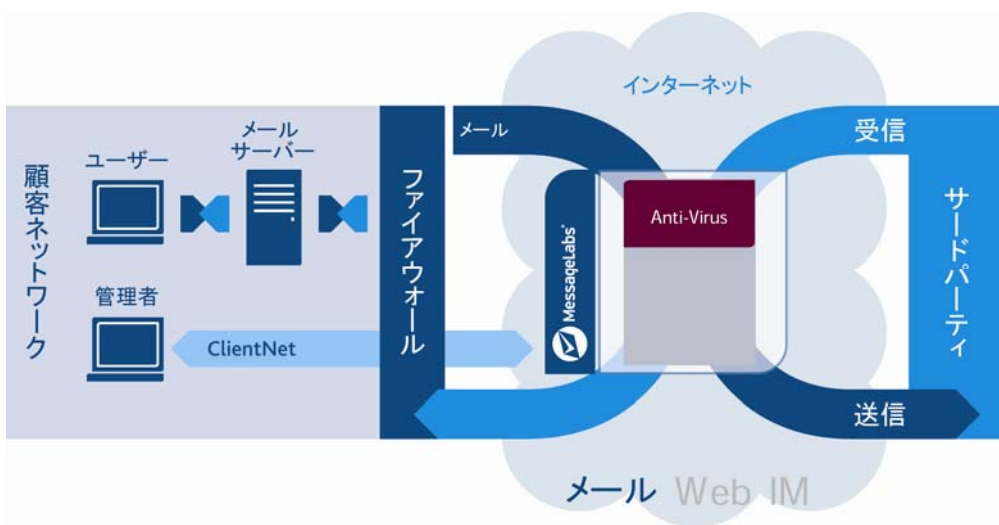 インターネット
メール
受信
顧客ネットワーク
ユーザー
メール
サーバー
ファイアウオール
Anti-Virus
MessageLabs
サードパーティ
管理者
ClientNet
送信
メール Web IM